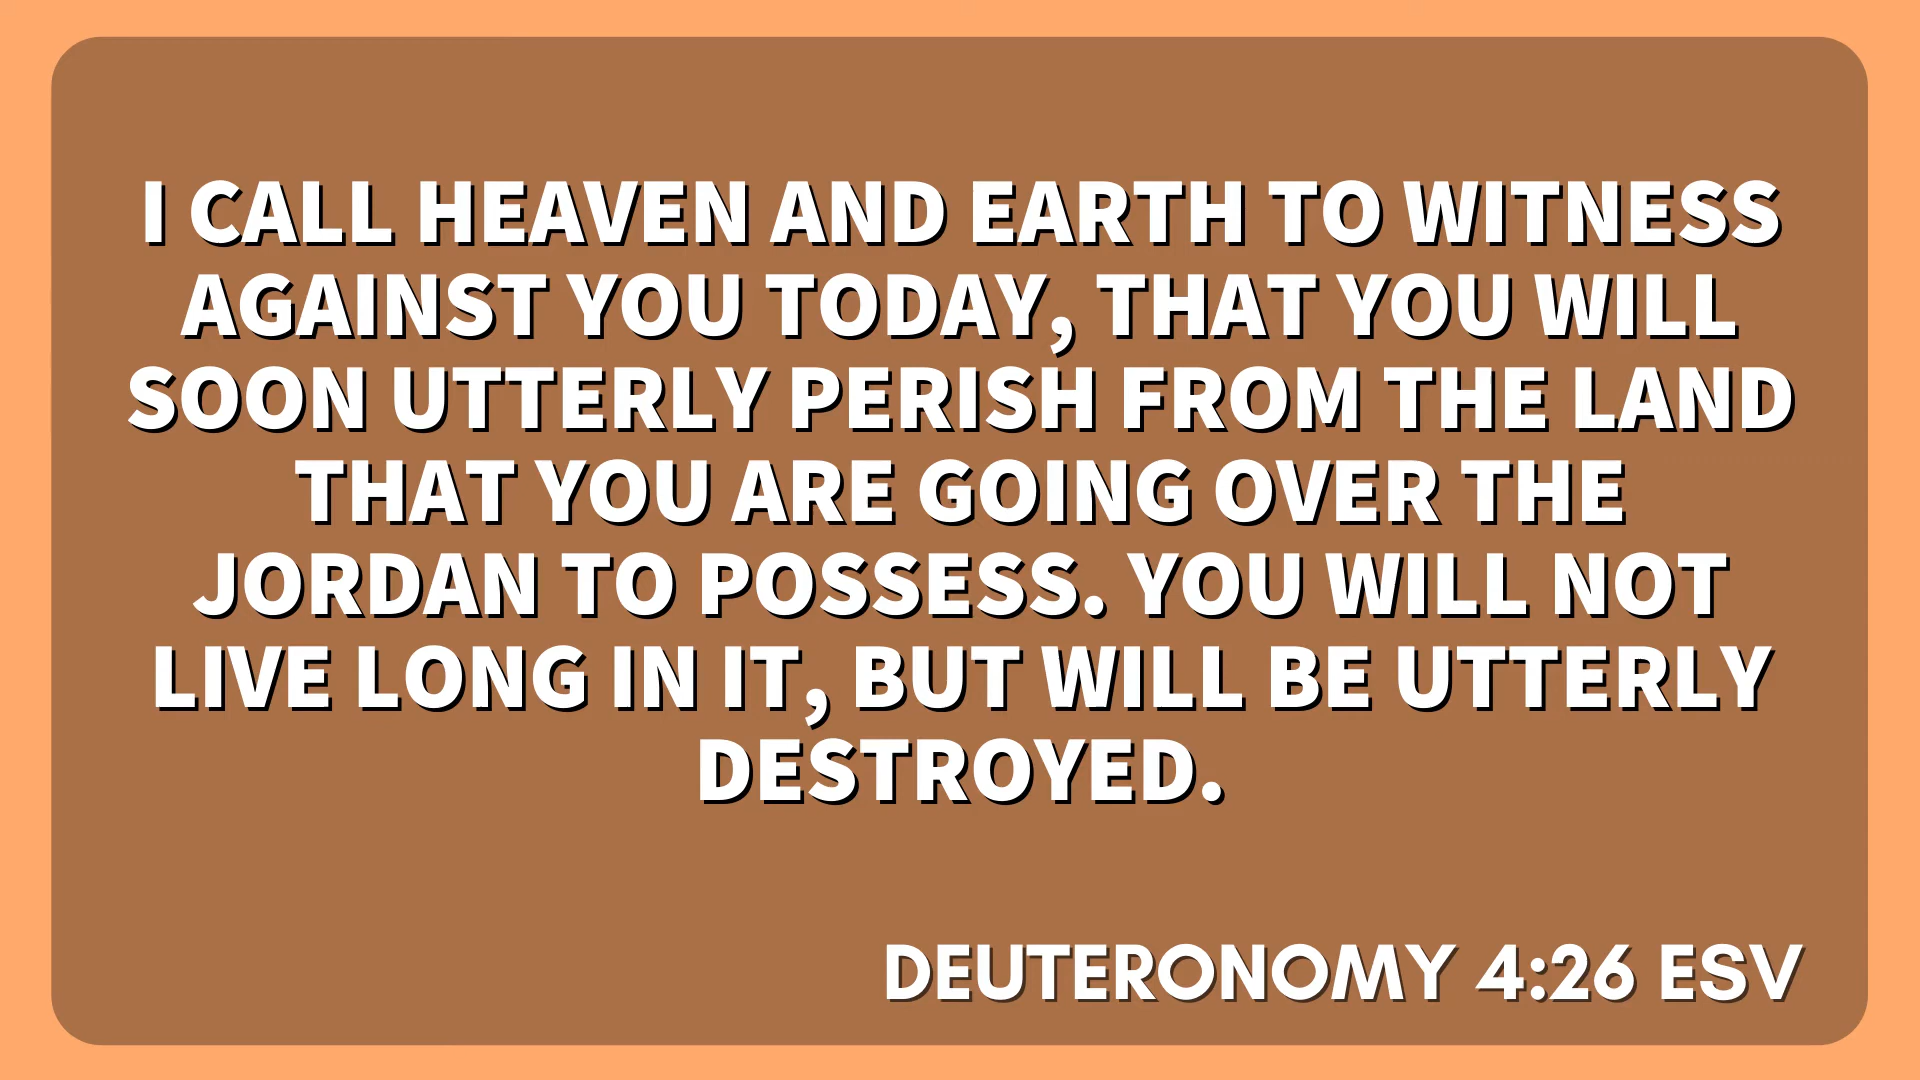 I CALL HEAVEN AND EARTH TO WITNESS
AGAINST YOU TODAY, THAT YOU WILL
SOON UTTERLY PERISH FROM THE LAND
THAT YOU ARE GOING OVER THE
JORDAN TO POSSESS. YOU WILL NOT
LIVE LONG IN IT, BUT WILL BE UTTERLY
DESTROYED.
DEUTERONOMY 4:26 ESV